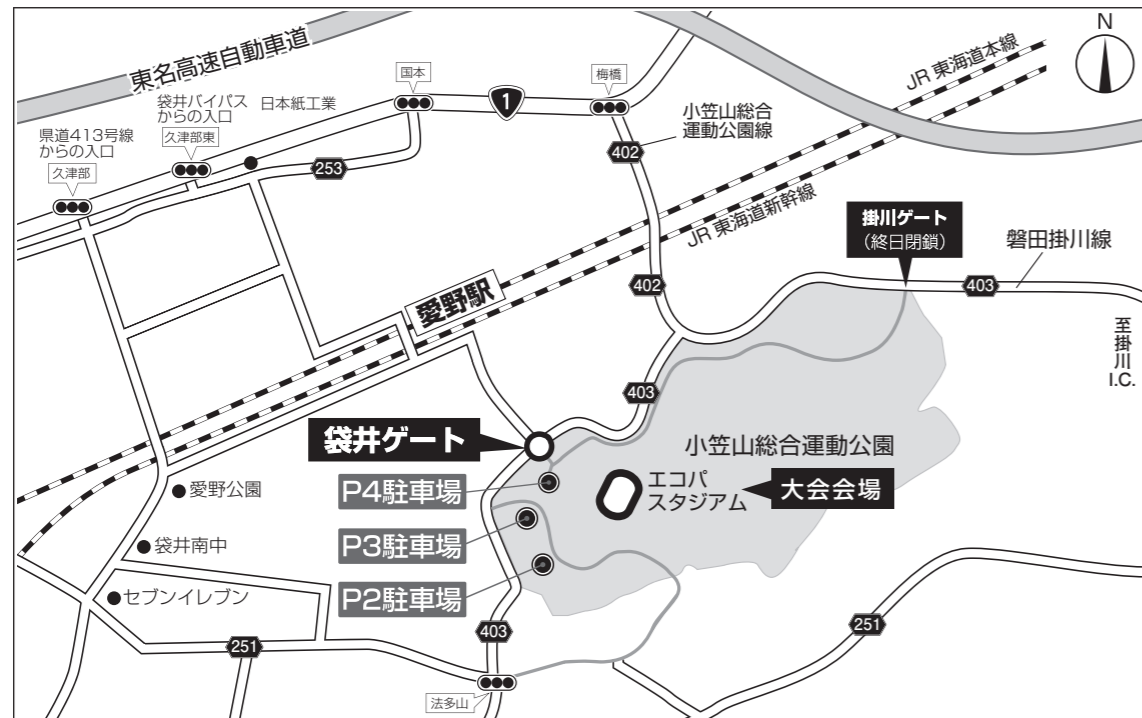 東名高速自動車道
国本
梅橋
N
JR 東海道本線
袋井バイパス
からの入口
日本紙工業
1
小笠山総合
運動公園線
県道413号線
からの入口
久津部東
402
久津部
253
JR 東海道新幹線
掛川ゲート
(終日閉鎖)
磐田掛川線
愛野駅
402
403
至掛川I.C.
403
袋井ゲート
小笠山総合運動公園
P4駐車場
エコパ
スタジアム
大会会場
愛野公園
P3駐車場
袋井南中
P2駐車場
セブンイレブン
403
251
251
法多山